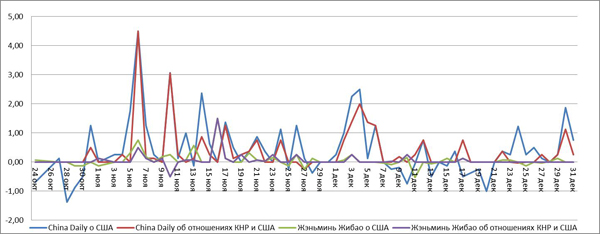 5,00
4,00
3,00
2,00
1,00
0,00
-1,00
-2,00
24 окт
26 окт
28 окт
30 окт
1 ноя
3 ноя
5 ноя
7 ноя
9 ноя
11 ноя
13 ноя
15 ноя
17 ноя
19 ноя
21 ноя
23 ноя
25 ноя
27 ноя
29 ноя
1 дек
3 дек
5 дек
7 дек
9 дек
11 дек
13 дек
15 дек
17 дек
19 дек
21 дек
23 дек
25 дек
27 дек
29 дек
31 дек
China Daily о США
China Daily об отношениях КНР и США
Жэньминь Жибао о США
Жэньминь Жибао об отношениях КНР и США